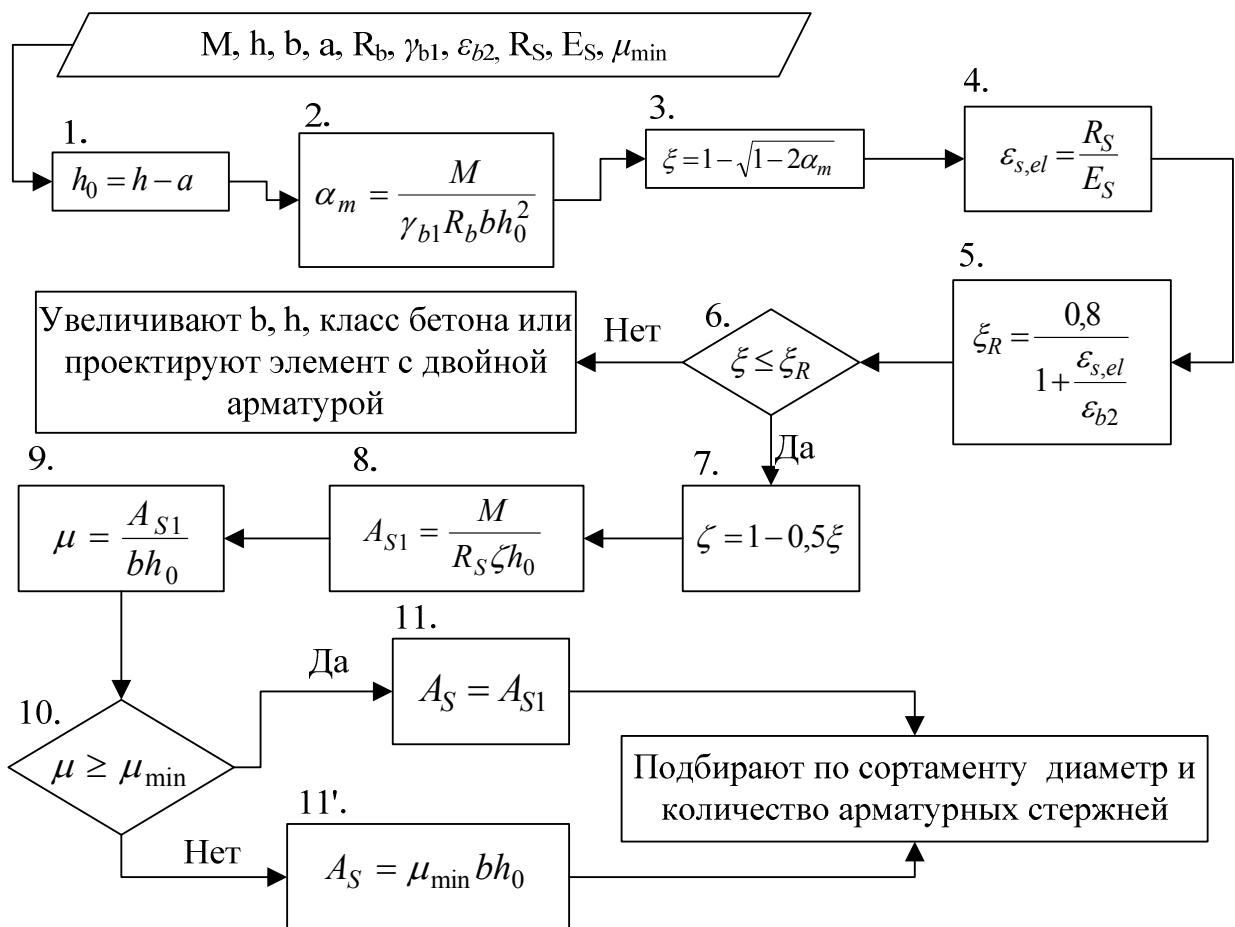 M, h, b, a, R_b, γ_b1, ε_b2, R_S, E_S, μ_min
1.
h_0 = h − a
2.
α_m = M / (γ_b1 R_b b h_0^2)
3.
ξ = 1 − √(1 − 2α_m)
4.
ε_s,el = R_S / E_S
5.
ξ_R = 0,8 / (1 + ε_s,el / ε_b2)
6.
ξ ≤ ξ_R
Нет
Увеличивают b, h, класс бетона или
проектируют элемент с двойной
арматурой
Да
7.
ζ = 1 − 0,5ξ
8.
A_S1 = M / (R_S ζ h_0)
9.
μ = A_S1 / (b h_0)
10.
μ ≥ μ_min
Да
11.
A_S = A_S1
Нет
11'.
A_S = μ_min b h_0
Подбирают по сортаменту диаметр и
количество арматурных стержней